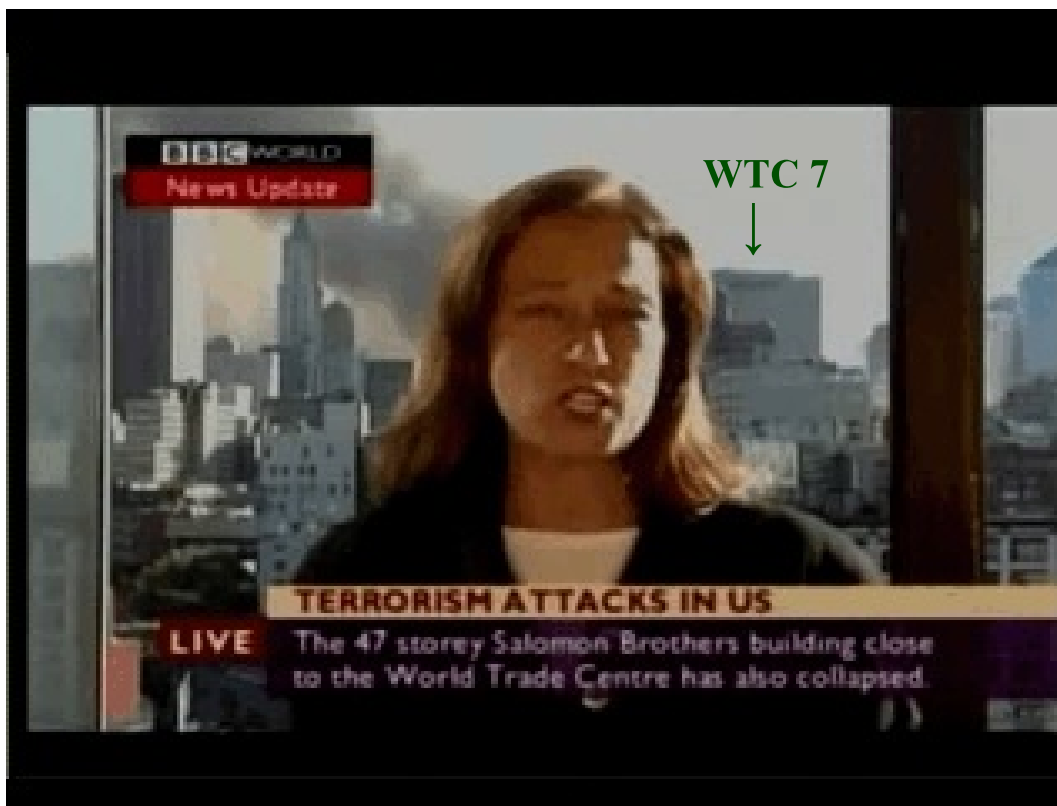 BBC WORLD
News Update
WTC 7
TERRORISM ATTACKS IN US
LIVE
The 47 storey Salomon Brothers building close
to the World Trade Centre has also collapsed.